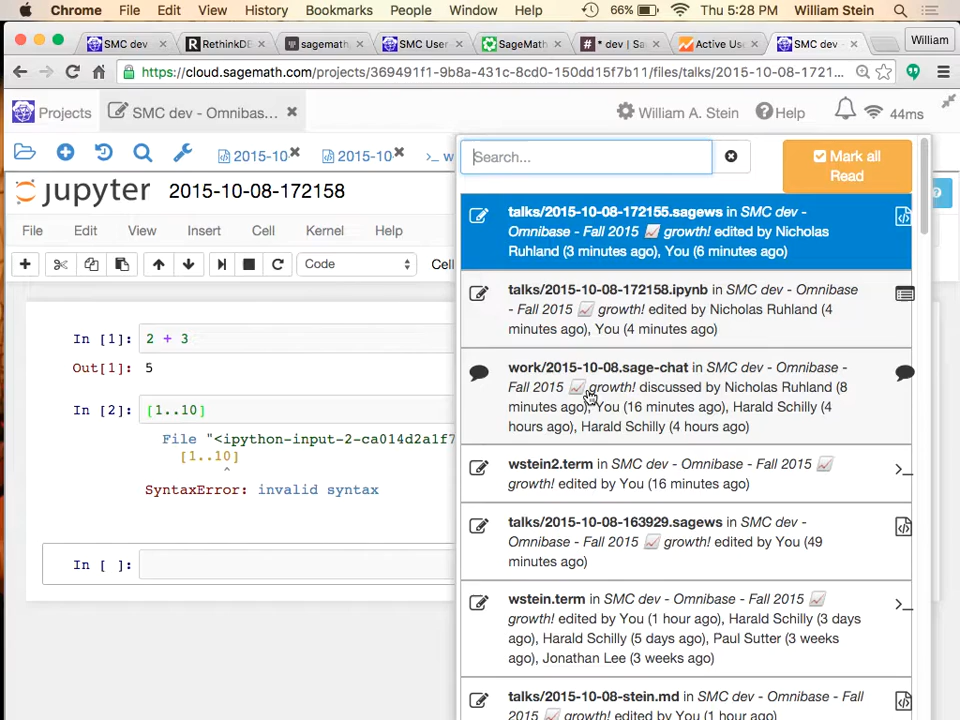 Chrome File Edit View History Bookmarks People Window Help 66% Thu 5:28 PM William Stein
SMC dev RethinkDB sagemath SMC User SageMath * dev | Sa Active Use SMC dev - William
https://cloud.sagemath.com/projects/369491f1-9b8a-431c-8cd0-150dd15f7b11/files/talks/2015-10-08-1721...
Projects SMC dev - Omnibas... William A. Stein Help 44ms
2015-10 2015-10 w
Search...
Mark all
Read
jupyter 2015-10-08-172158
File Edit View Insert Cell Kernel Help
Code Cell
In [1]: 2 + 3
Out[1]: 5
In [2]: [1..10]
File "<ipython-input-2-ca014d2a1f7
[1..10]
^
SyntaxError: invalid syntax
In [ ]:
talks/2015-10-08-172155.sagews in SMC dev -
Omnibase - Fall 2015 📈 growth! edited by Nicholas
Ruhland (3 minutes ago), You (6 minutes ago)
talks/2015-10-08-172158.ipynb in SMC dev - Omnibase
- Fall 2015 📈 growth! edited by Nicholas Ruhland (4
minutes ago), You (4 minutes ago)
work/2015-10-08.sage-chat in SMC dev - Omnibase -
Fall 2015 📈 growth! discussed by Nicholas Ruhland (8
minutes ago), You (16 minutes ago), Harald Schilly (4
hours ago), Harald Schilly (4 hours ago)
wstein2.term in SMC dev - Omnibase - Fall 2015 📈
growth! edited by You (16 minutes ago)
talks/2015-10-08-163929.sagews in SMC dev -
Omnibase - Fall 2015 📈 growth! edited by You (49
minutes ago)
wstein.term in SMC dev - Omnibase - Fall 2015 📈
growth! edited by You (1 hour ago), Harald Schilly (3 days
ago), Harald Schilly (5 days ago), Paul Sutter (3 weeks
ago), Jonathan Lee (3 weeks ago)
talks/2015-10-08-stein.md in SMC dev - Omnibase - Fall
2015 📈 growth! edited by You (1 hour ago)